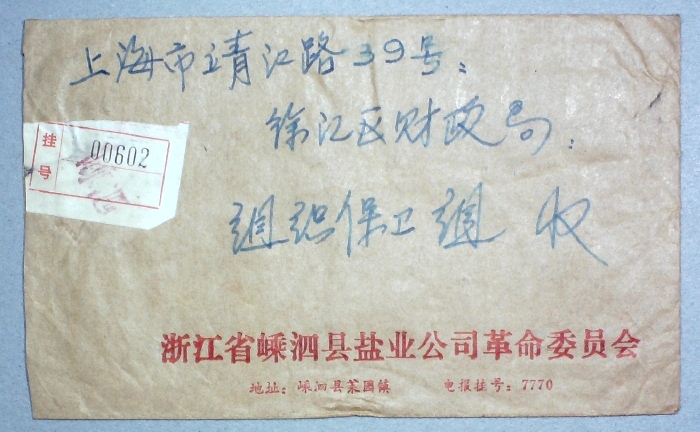 上海市靖江路39号：
徐汇区财政局：
组织保卫组 收
挂号
00602
浙江省嵊泗县盐业公司革命委员会
地址：嵊泗县菜园镇 电报挂号：7770